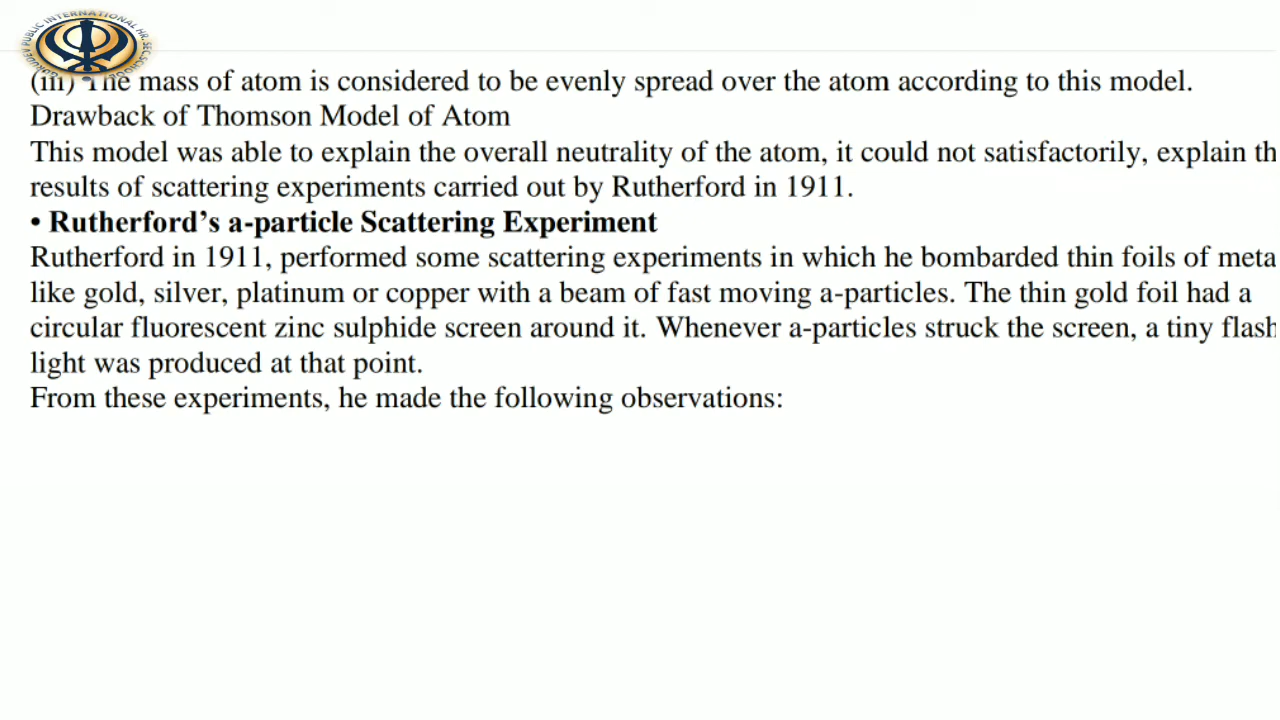 PUBLIC INTERNATIONAL HR.SEC.SCHOOL
(iii) The mass of atom is considered to be evenly spread over the atom according to this model.
Drawback of Thomson Model of Atom
This model was able to explain the overall neutrality of the atom, it could not satisfactorily, explain th
results of scattering experiments carried out by Rutherford in 1911.
• Rutherford’s a-particle Scattering Experiment
Rutherford in 1911, performed some scattering experiments in which he bombarded thin foils of meta
like gold, silver, platinum or copper with a beam of fast moving a-particles. The thin gold foil had a
circular fluorescent zinc sulphide screen around it. Whenever a-particles struck the screen, a tiny flash
light was produced at that point.
From these experiments, he made the following observations: